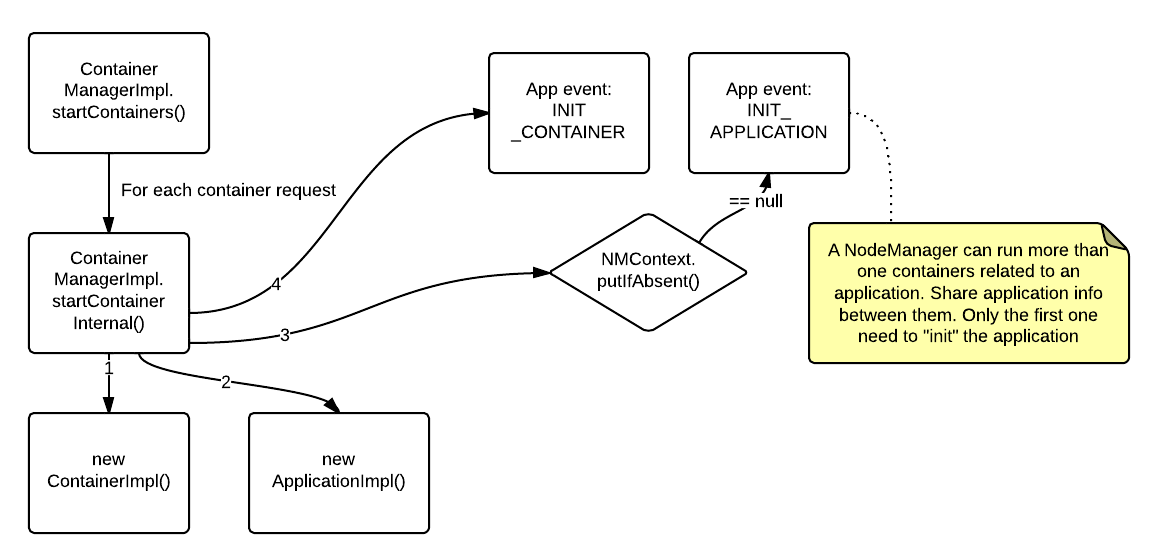 Container
ManagerImpl.
startContainers()
App event:
INIT
_CONTAINER
App event:
INIT_
APPLICATION
For each container request
== null
Container
ManagerImpl.
startContainer
Internal()
4
3
NMContext.
putIfAbsent()
A NodeManager can run more than
one containers related to an
application. Share application info
between them. Only the first one
need to "init" the application
1
2
new
ContainerImpl()
new
ApplicationImpl()